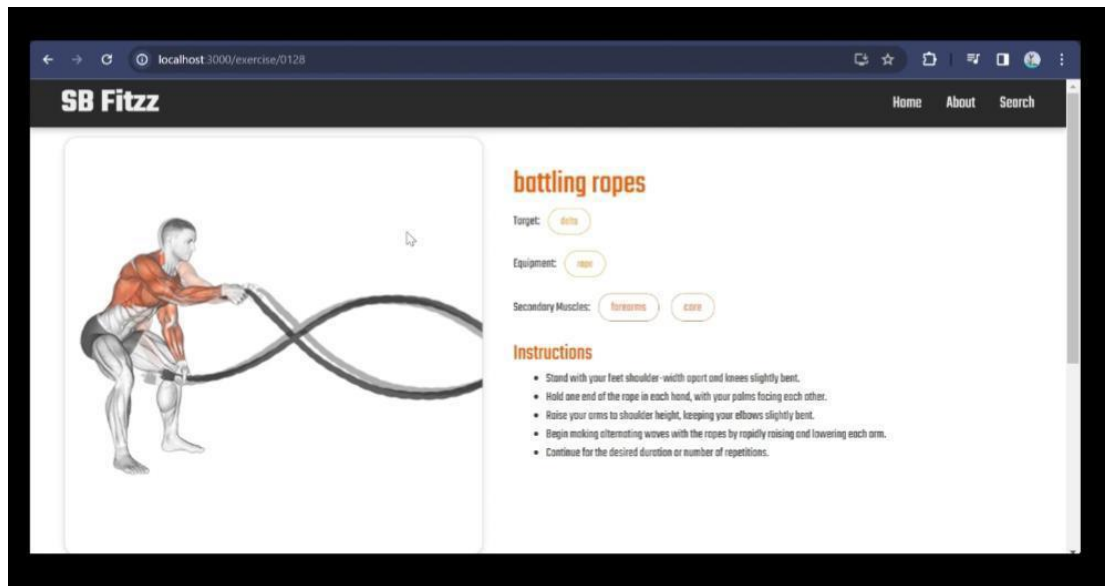 localhost:3000/exercise/0128
SB Fitzz
Home About Search
battling ropes
Target: delts
Equipment: rope
Secondary Muscles: forearms core
Instructions
• Stand with your feet shoulder-width apart and knees slightly bent.
• Hold one end of the rope in each hand, with your palms facing each other.
• Raise your arms to shoulder height, keeping your elbows slightly bent.
• Begin making alternating waves with the ropes by rapidly raising and lowering each arm.
• Continue for the desired duration or number of repetitions.